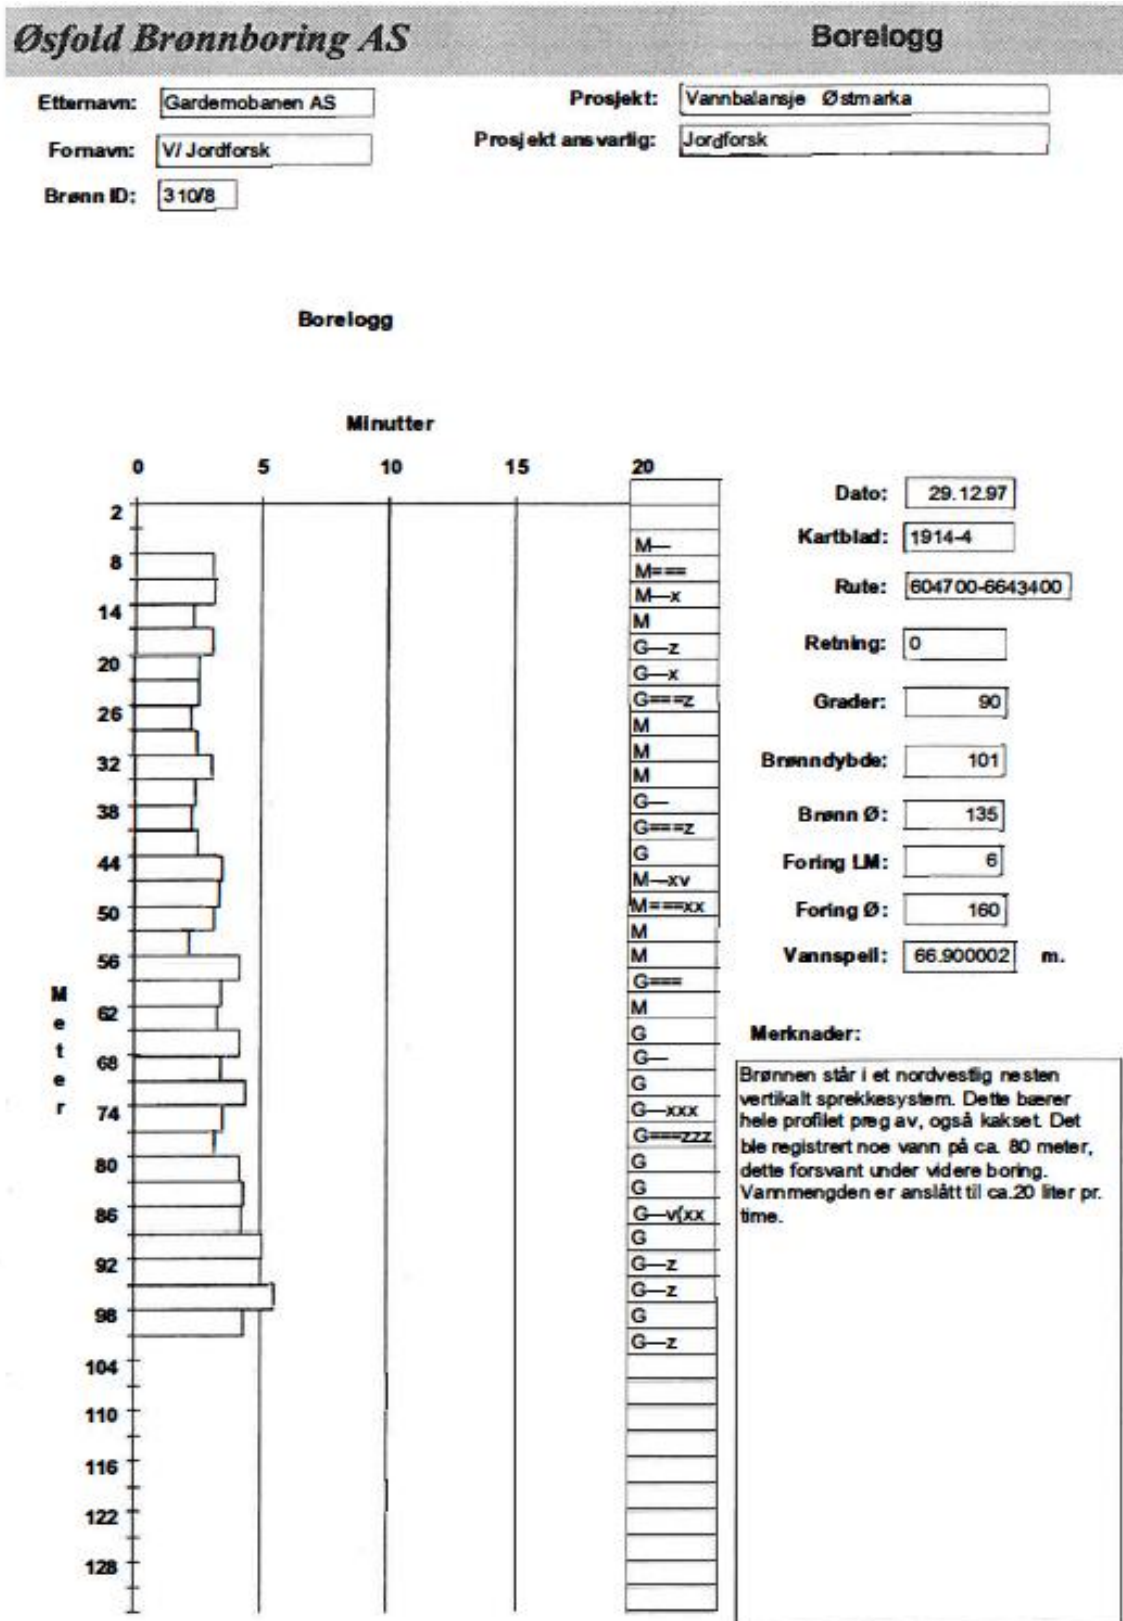 Øsfold Brønnboring AS
Borelogg
Etternavn: Gardemobanen AS
Prosjekt: Vannbalansje Østmarka
Fornavn: V/ Jordforsk
Prosjekt ansvarlig: Jordforsk
Brønn ID: 310/8
Borelogg
Minutter
0 5 10 15 20
2
8
14
20
26
32
38
44
50
56
62
68
74
80
86
92
98
104
110
116
122
128
Meter
M—
M===
M—x
M
G—z
G—x
G===z
M
M
M
G—
G===z
G
M—xv
M===xx
M
M
G===
M
G
G—
G
G—xxx
G===zzz
G
G
G—v(xx
G
G—z
G—z
G
G—z
Dato: 29.12.97
Kartblad: 1914-4
Rute: 604700-6643400
Retning: 0
Grader: 90
Brønndybde: 101
Brønn Ø: 135
Foring LM: 6
Foring Ø: 160
Vannspeil: 66.900002 m.
Merknader:
Brønnen står i et nordvestlig nesten
vertikalt sprekkesystem. Dette bærer
hele profilet preg av, også kakset. Det
ble registrert noe vann på ca. 80 meter,
dette forsvant under videre boring.
Vannmengden er anslått til ca.20 liter pr.
time.